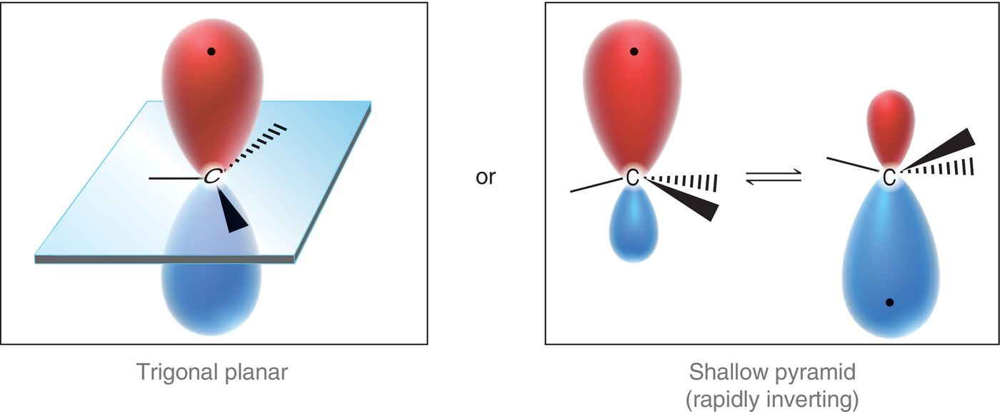 C
or
C
C
Trigonal planar
Shallow pyramid
(rapidly inverting)